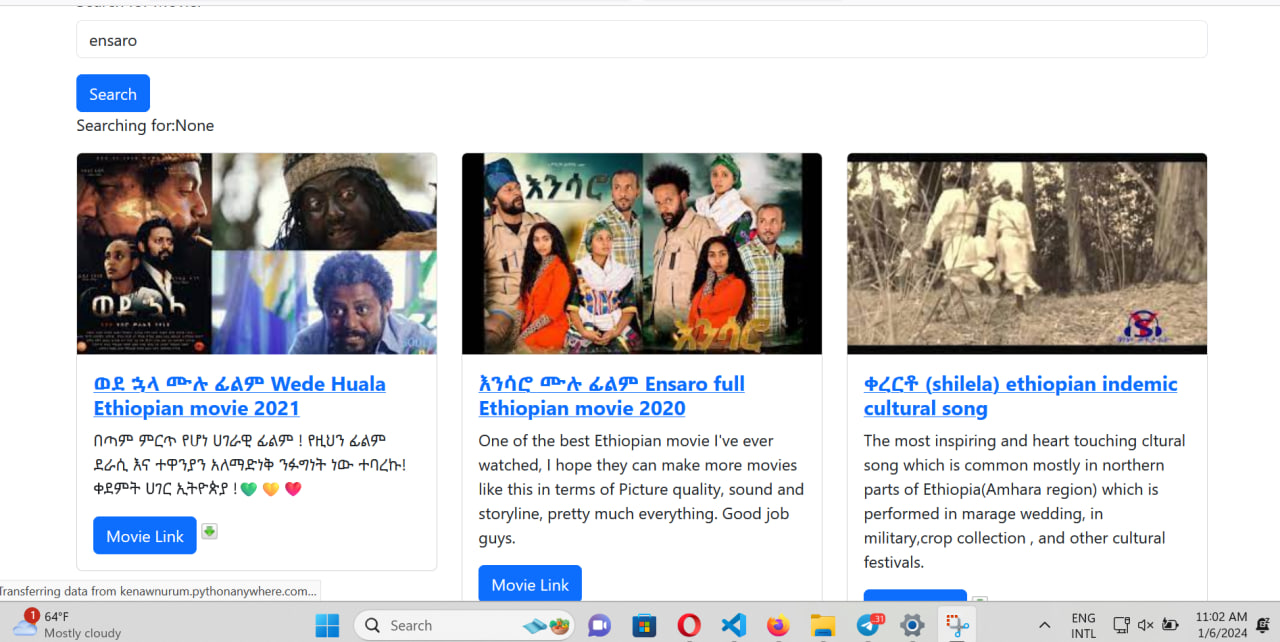 ensaro
Search
Searching for:None
ወደ ኋላ
እንሳሮ
እንሳሮ
ወደ ኋላ ሙሉ ፊልም Wede Huala
Ethiopian movie 2021
በጣም ምርጥ የሆነ ሀገራዊ ፊልም ! የዚህን ፊልም
ደራሲ እና ተዋንያን አለማድነቅ ንፉግነት ነው ተባረኩ!
ቀደምት ሀገር ኢትዮጵያ !💚 💛 ❤️
Movie Link
እንሳሮ ሙሉ ፊልም Ensaro full
Ethiopian movie 2020
One of the best Ethiopian movie I've ever
watched, I hope they can make more movies
like this in terms of Picture quality, sound and
storyline, pretty much everything. Good job
guys.
Movie Link
ቀረርቶ (shilela) ethiopian indemic
cultural song
The most inspiring and heart touching cltural
song which is common mostly in northern
parts of Ethiopia(Amhara region) which is
performed in marage wedding, in
military,crop collection , and other cultural
festivals.
Transferring data from kenawnurum.pythonanywhere.com...
1
64°F
Mostly cloudy
Search
31
ENG
INTL
11:02 AM
1/6/2024